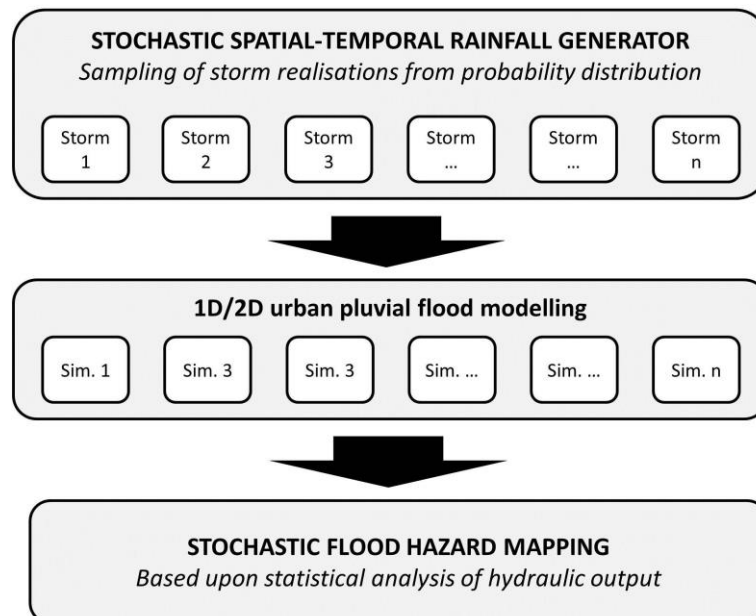 STOCHASTIC SPATIAL-TEMPORAL RAINFALL GENERATOR
Sampling of storm realisations from probability distribution
Storm 1
Storm 2
Storm 3
Storm ...
Storm ...
Storm n
1D/2D urban pluvial flood modelling
Sim. 1
Sim. 3
Sim. 3
Sim. ...
Sim. ...
Sim. n
STOCHASTIC FLOOD HAZARD MAPPING
Based upon statistical analysis of hydraulic output